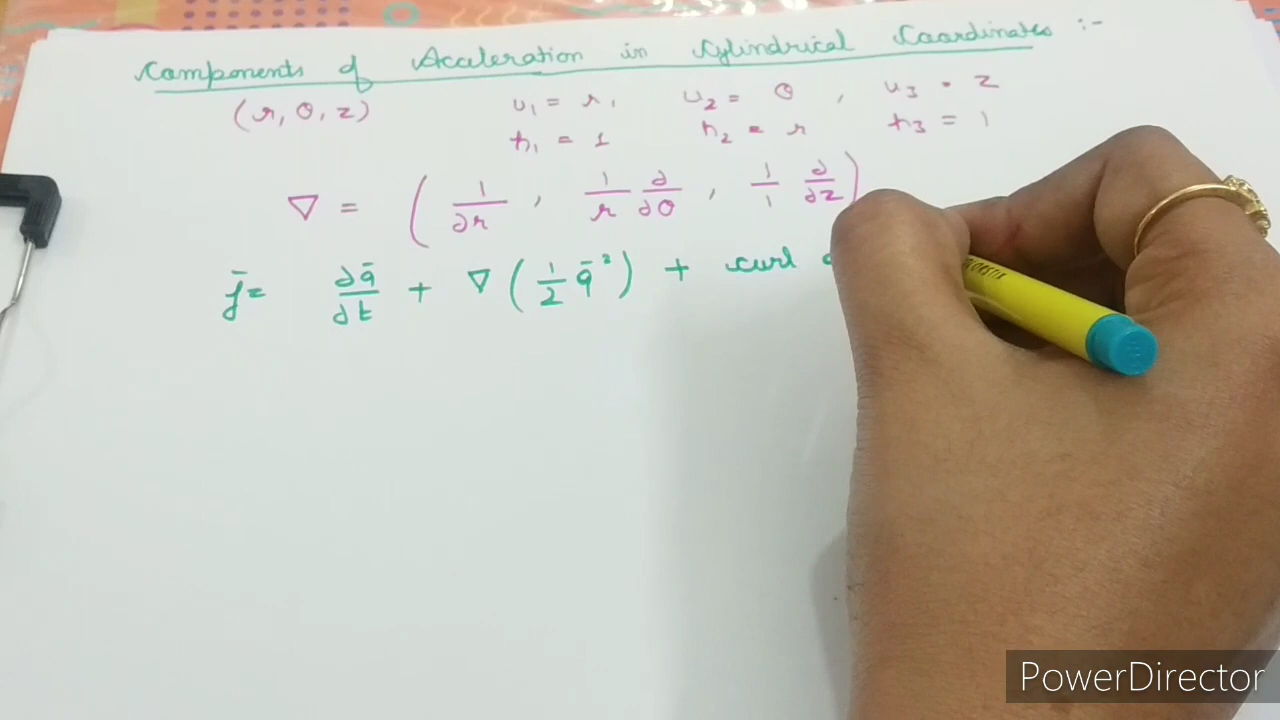 Components of Acceleration in Cylindrical Coordinates :-
(r, θ, z) u₁ = r, u₂ = θ , u₃ = z
h₁ = 1 h₂ = r h₃ = 1
∇ = ( 1/∂r , 1/r ∂/∂θ , 1/1 ∂/∂z )
f̄ = ∂q̄/∂t + ∇ ( 1/2 q̄² ) + curl
PowerDirector